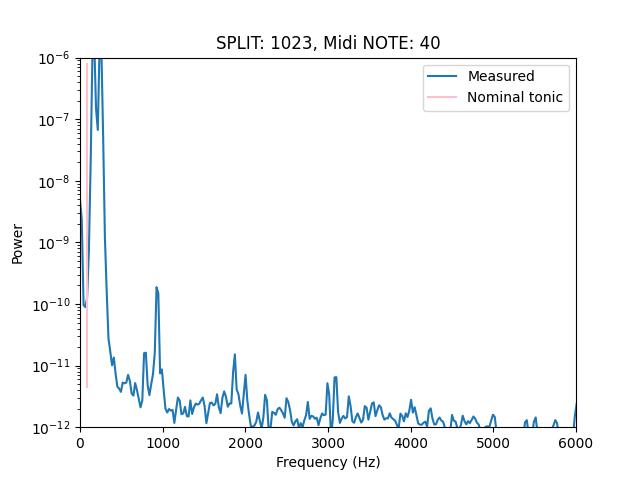 SPLIT: 1023, Midi NOTE: 40
Measured
Nominal tonic
Power
10⁻⁶
10⁻⁷
10⁻⁸
10⁻⁹
10⁻¹⁰
10⁻¹¹
10⁻¹²
0 1000 2000 3000 4000 5000 6000
Frequency (Hz)